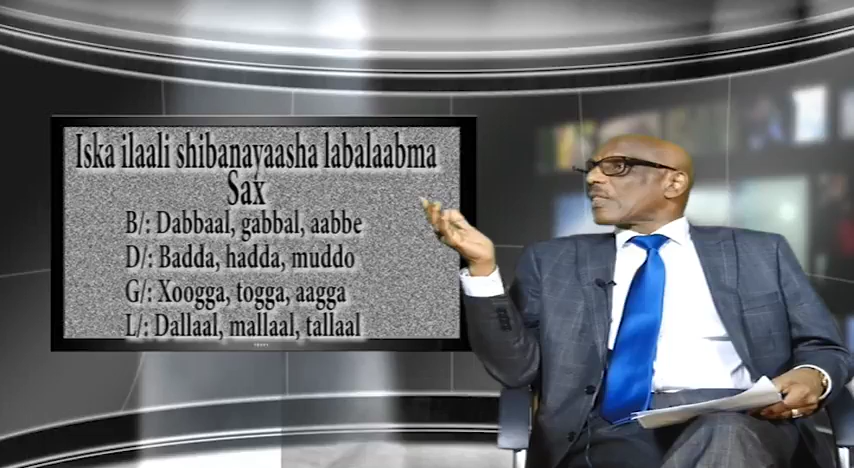 Iska ilaali shibanayaasha labalaabma
Sax
B/: Dabbaal, gabbal, aabbe
D/: Badda, hadda, muddo
G/: Xoogga, togga, aagga
L/: Dallaal, mallaal, tallaal